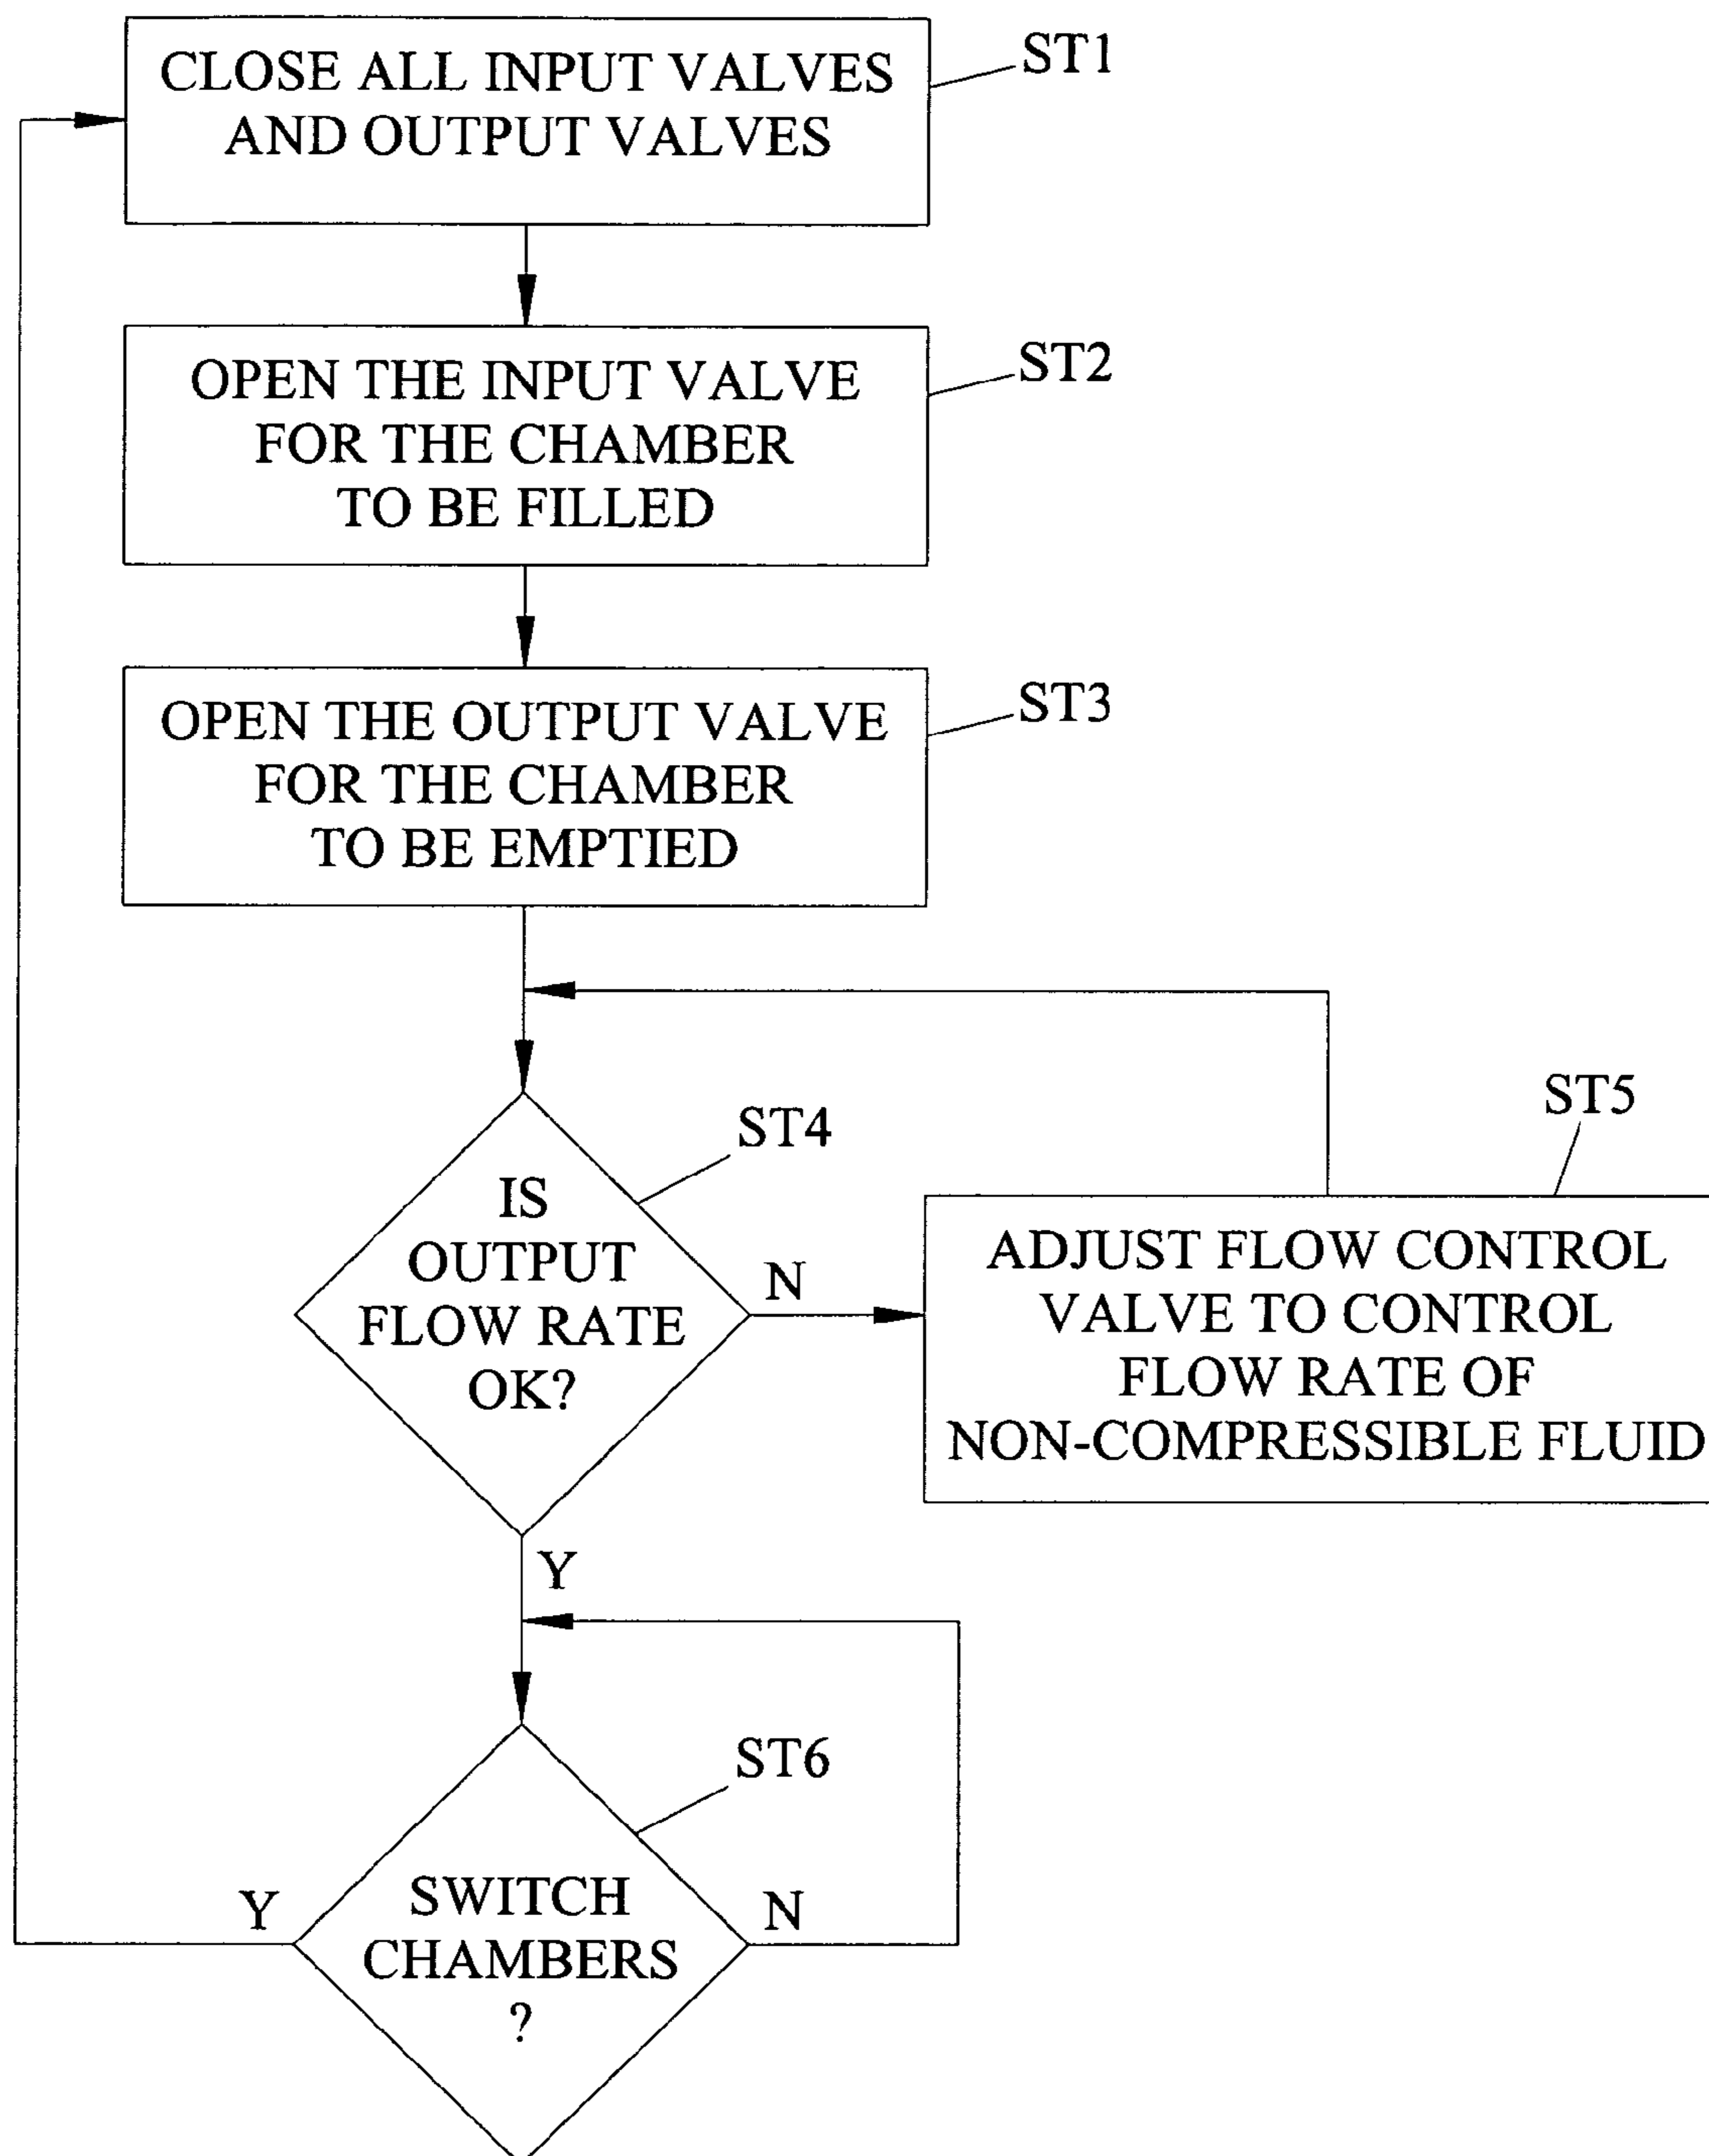 CLOSE ALL INPUT VALVES
AND OUTPUT VALVES
ST1
OPEN THE INPUT VALVE
FOR THE CHAMBER
TO BE FILLED
ST2
OPEN THE OUTPUT VALVE
FOR THE CHAMBER
TO BE EMPTIED
ST3
IS
OUTPUT
FLOW RATE
OK?
ST4
N
Y
ADJUST FLOW CONTROL
VALVE TO CONTROL
FLOW RATE OF
NON-COMPRESSIBLE FLUID
ST5
SWITCH
CHAMBERS
?
ST6
Y
N